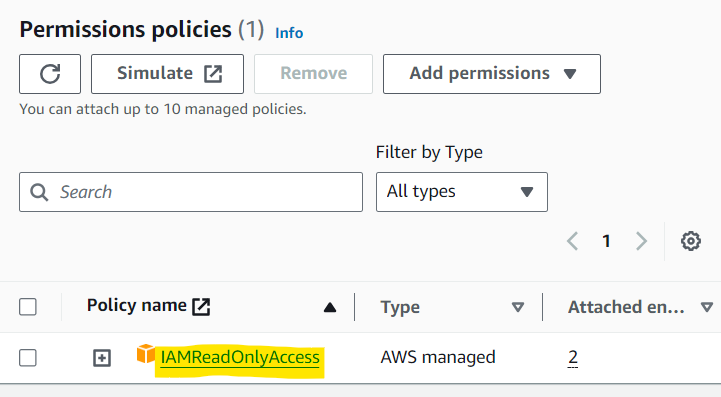 Permissions policies (1) Info
Simulate Remove Add permissions
You can attach up to 10 managed policies.
Filter by Type
Search All types
1
Policy name Type Attached en...
IAMReadOnlyAccess AWS managed 2